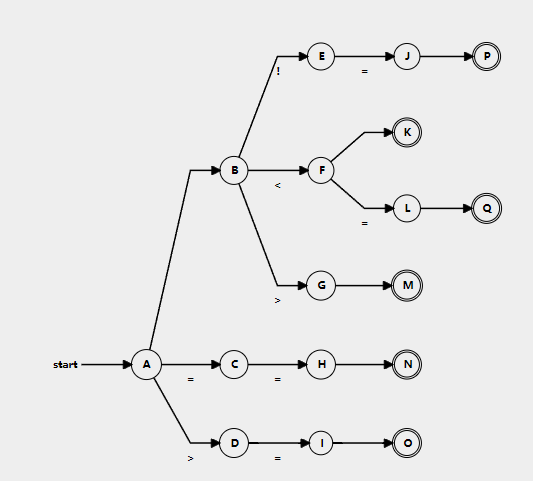 E J P
! =
K
B F
<
L Q
=
G M
>
start A C H N
= =
D I O
> =